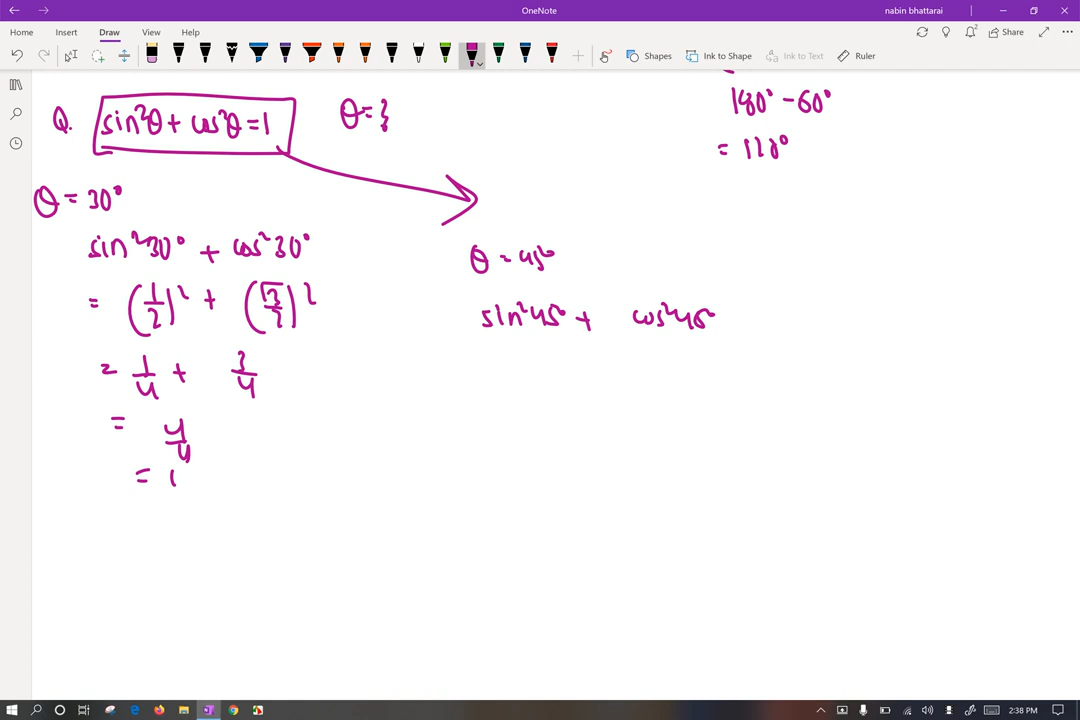 OneNote
nabin bhattarai
Home Insert Draw View Help
Share
Shapes Ink to Shape Ink to Text Ruler
180° - 60°
Q. sin²θ + cos²θ = 1 θ = }
= 120°
θ = 30°
sin²30° + cos²30°
θ = 45°
= (1/2)² + (√3/2)²
sin²45° + cos²45°
= 1/4 + 3/4
= 4/4
= 1
2:38 PM